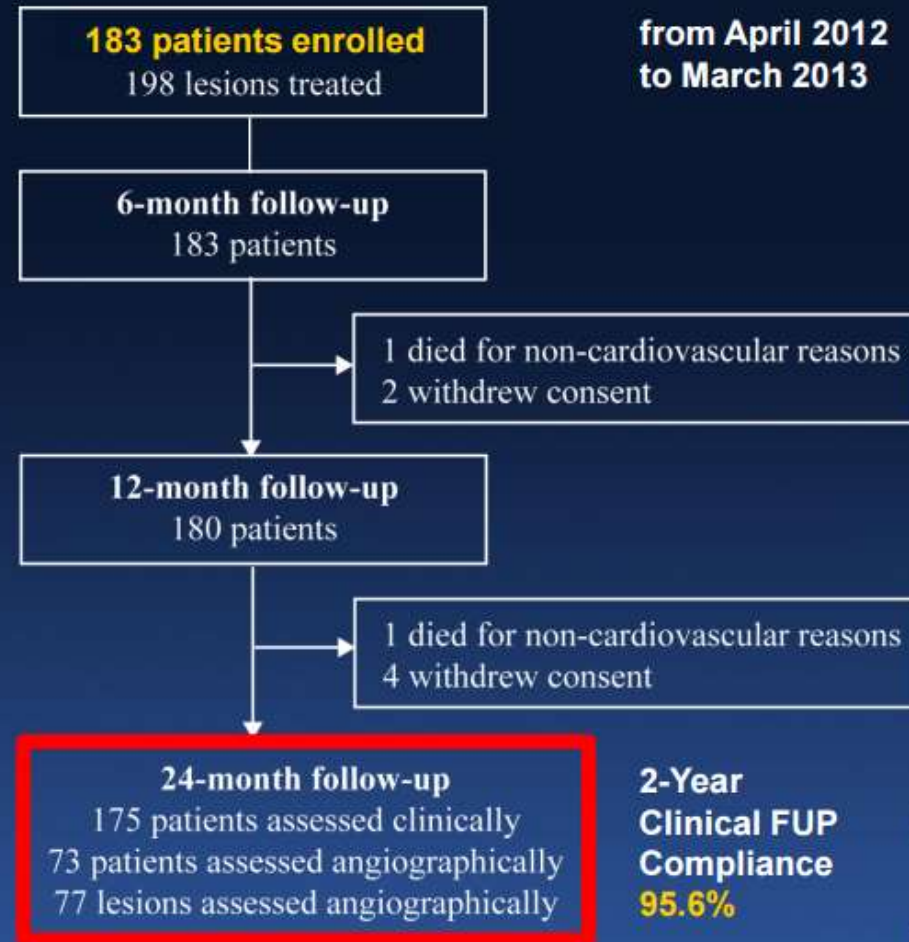 183 patients enrolled
198 lesions treated
from April 2012
to March 2013
6-month follow-up
183 patients
1 died for non-cardiovascular reasons
2 withdrew consent
12-month follow-up
180 patients
1 died for non-cardiovascular reasons
4 withdrew consent
24-month follow-up
175 patients assessed clinically
73 patients assessed angiographically
77 lesions assessed angiographically
2-Year
Clinical FUP
Compliance
95.6%